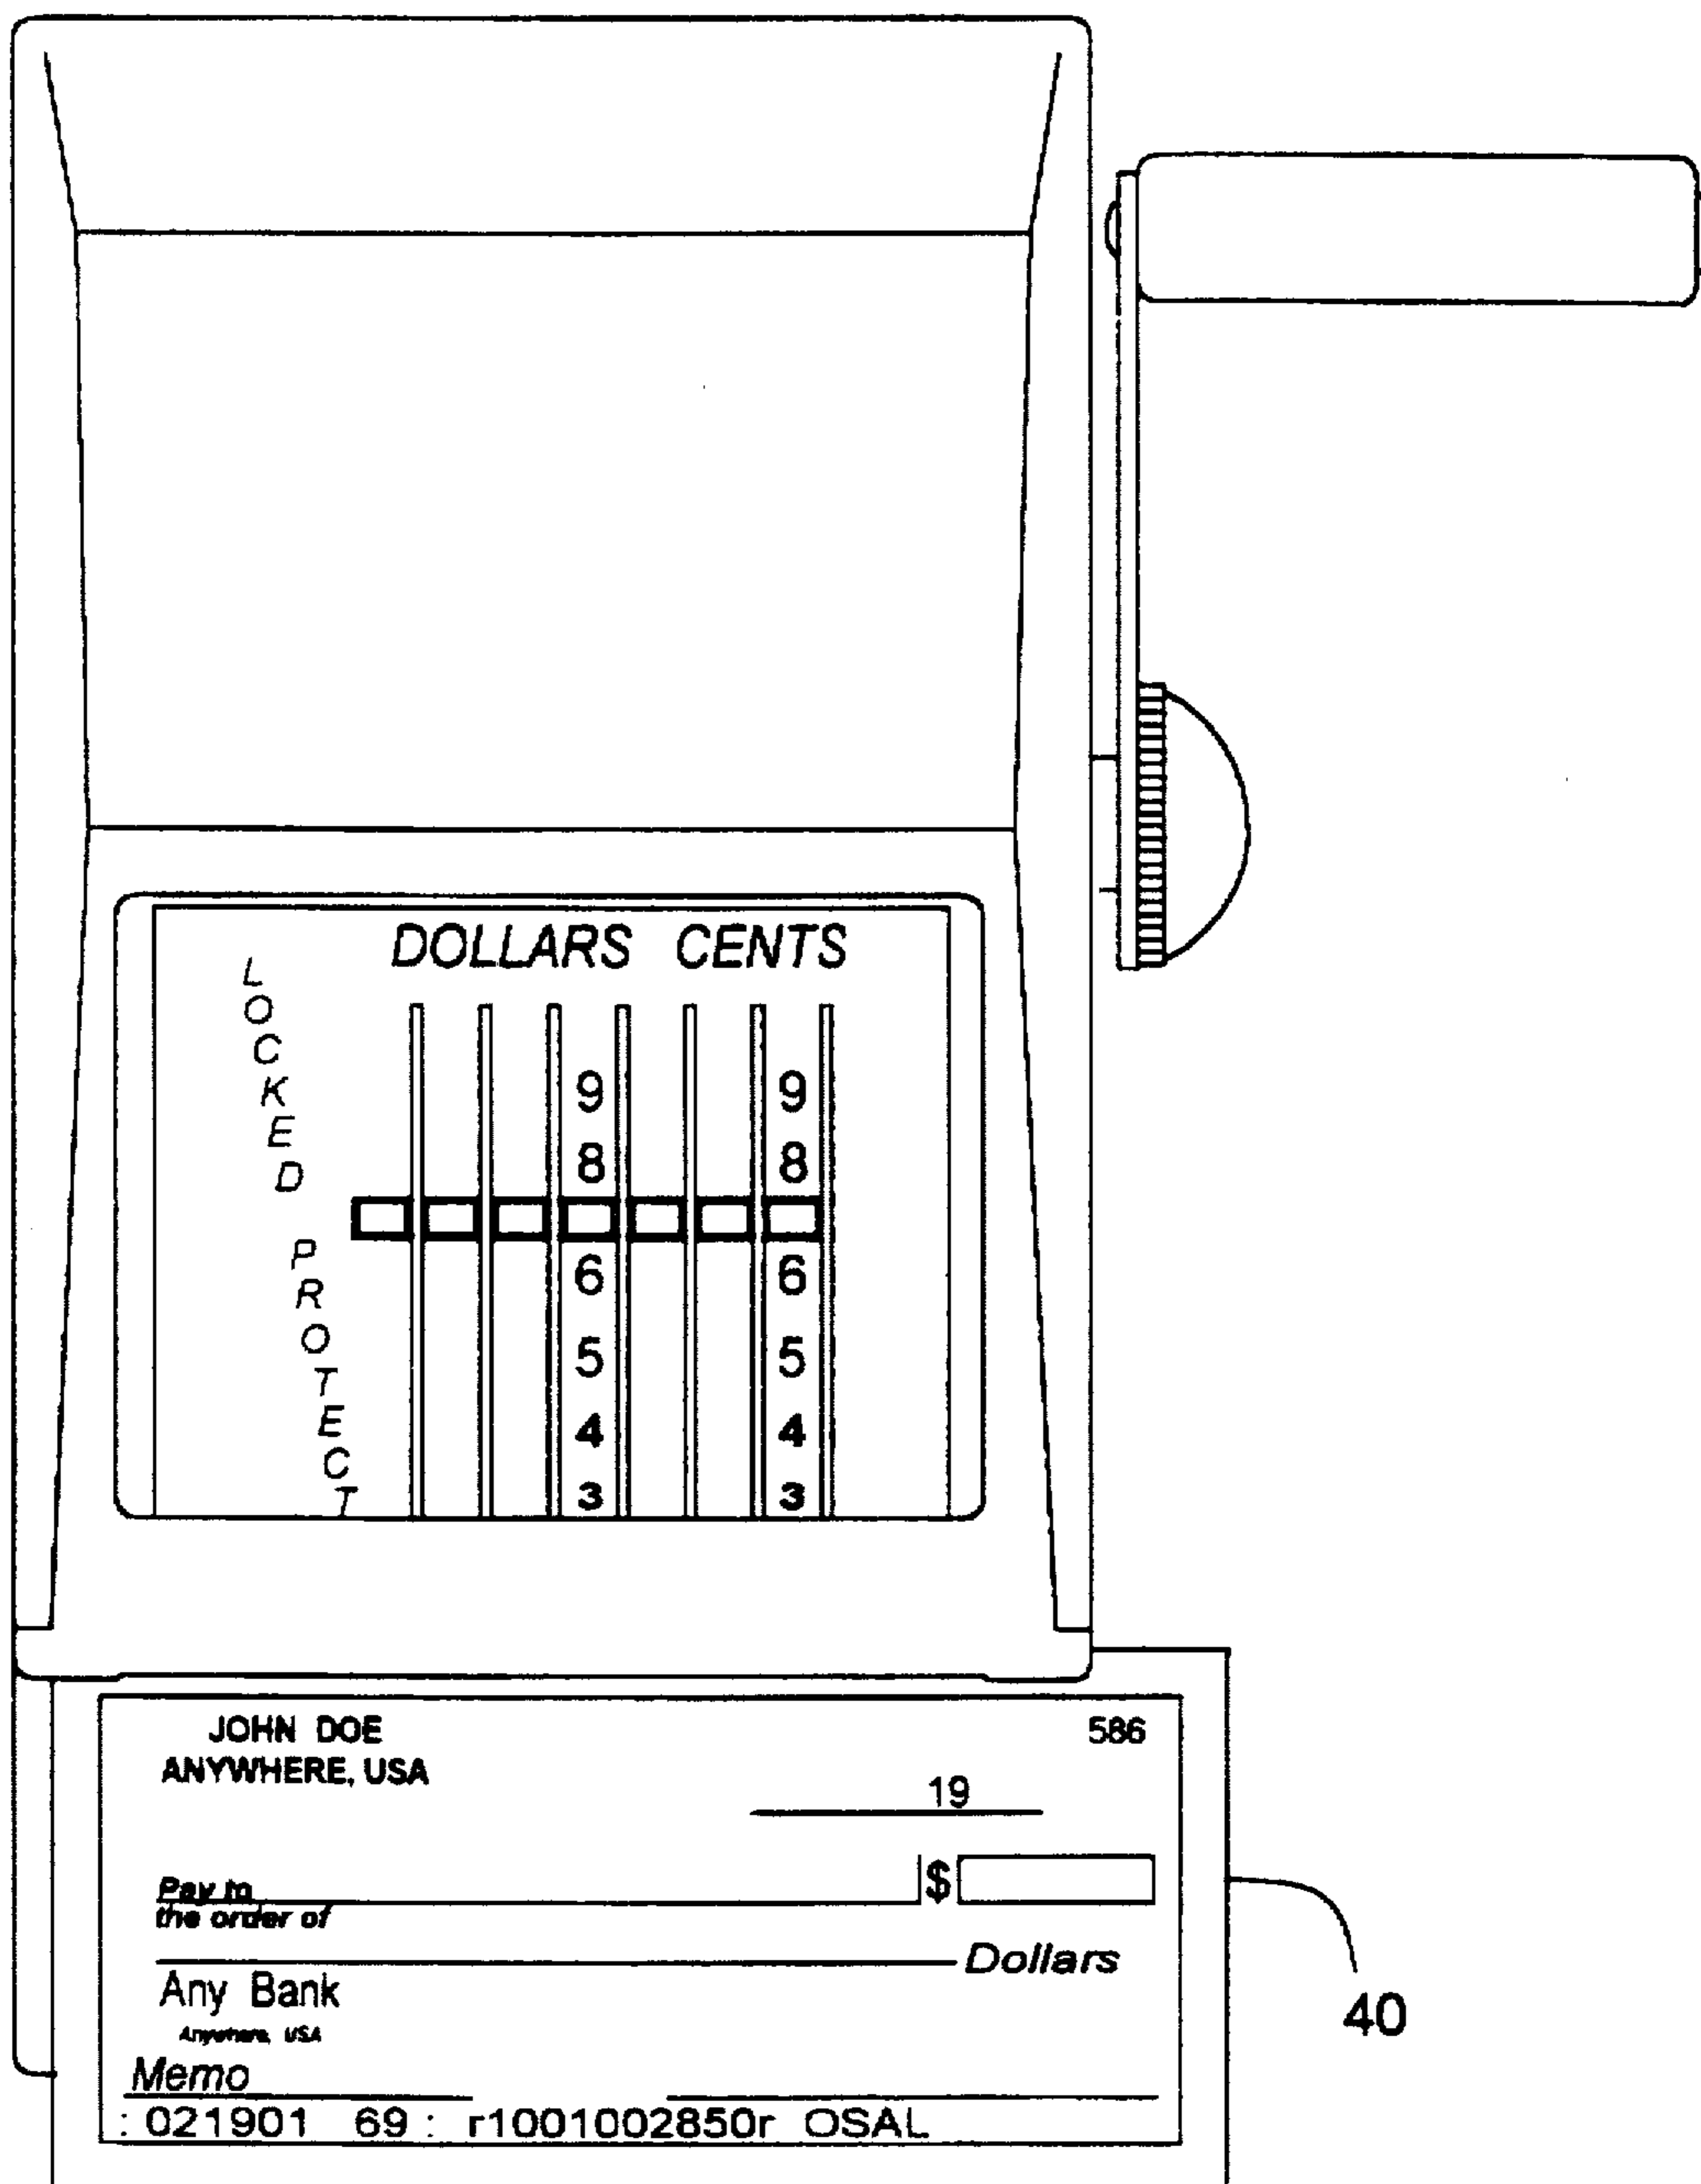 DOLLARS CENTS
LOCKED PROTECT
9 9
8 8
6 6
5 5
4 4
3 3
JOHN DOE 586
ANYWHERE, USA
19
Pay to $
the order of
Dollars
Any Bank
Anywhere, USA
Memo
: 021901 69 : r1001002850r OSAL
40